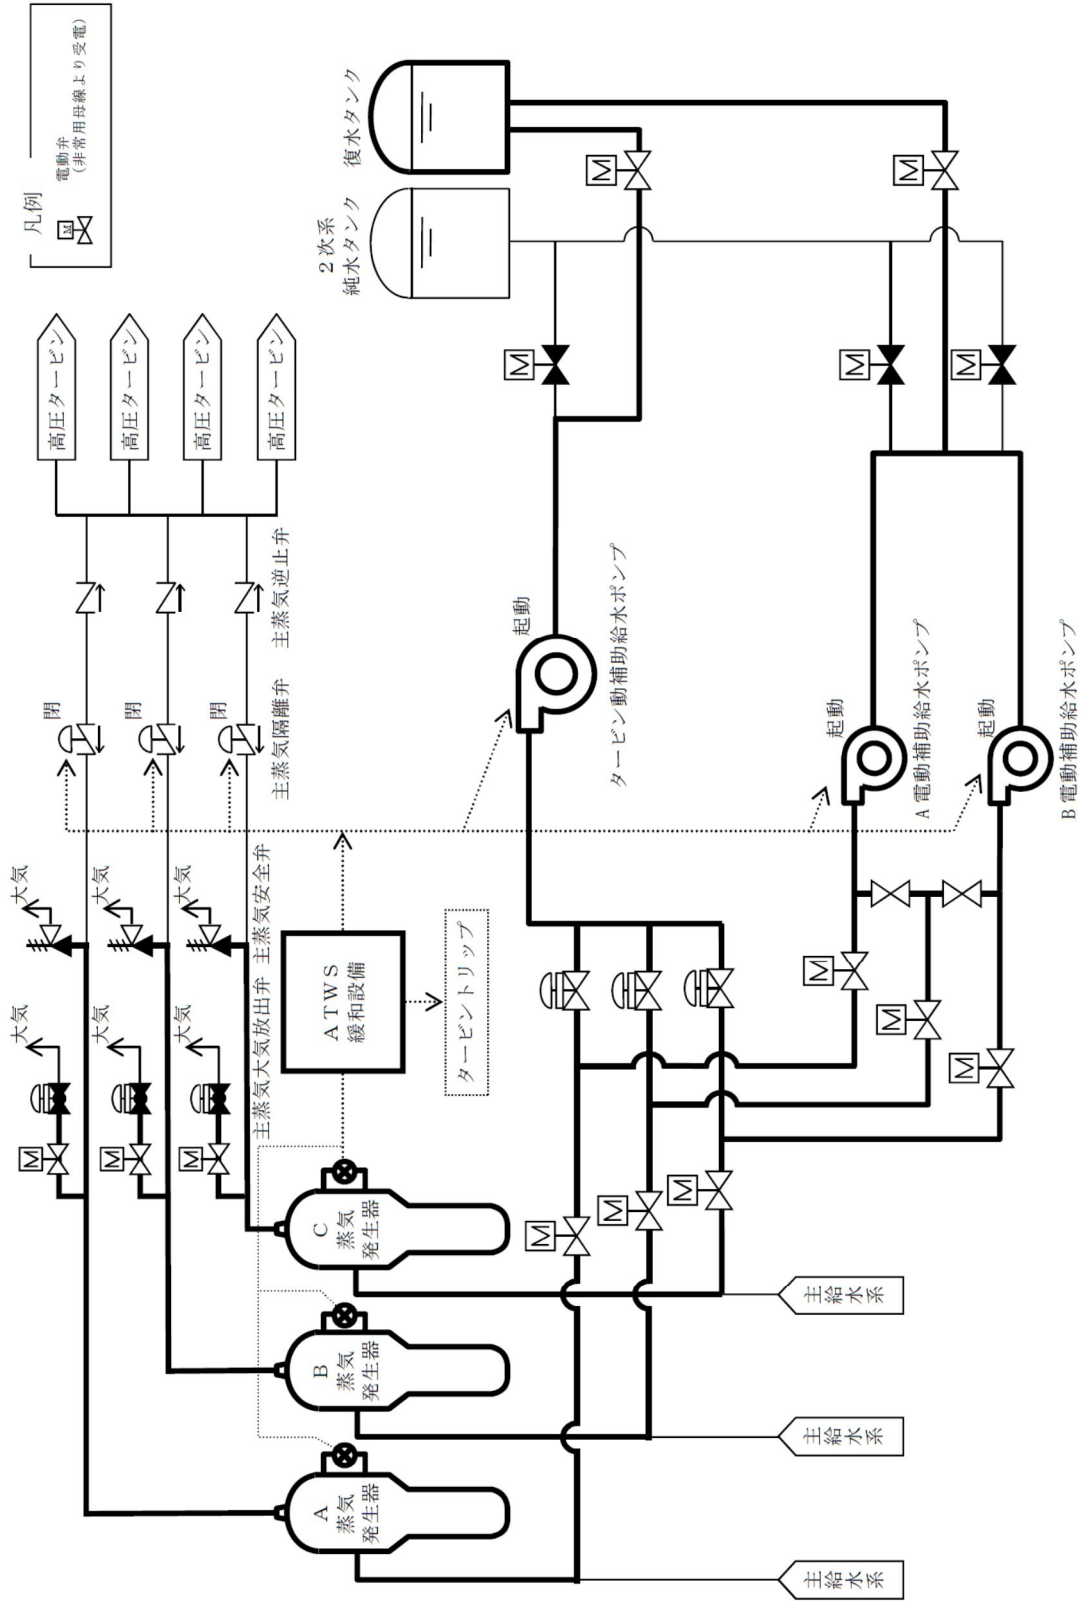 凡例
M
電動弁
(非常用母線より受電)
大気
大気
大気
大気
大気
大気
M
M
M
主蒸気大気放出弁
主蒸気安全弁
閉
閉
閉
主蒸気隔離弁
主蒸気逆止弁
高圧タービン
高圧タービン
高圧タービン
高圧タービン
A
蒸気
発生器
B
蒸気
発生器
C
蒸気
発生器
ATWS
緩和設備
タービントリップ
2次系
純水タンク
復水タンク
M
M
M
M
M
起動
タービン動補助給水ポンプ
起動
A電動補助給水ポンプ
起動
B電動補助給水ポンプ
M
M
M
M
M
M
主給水系
主給水系
主給水系